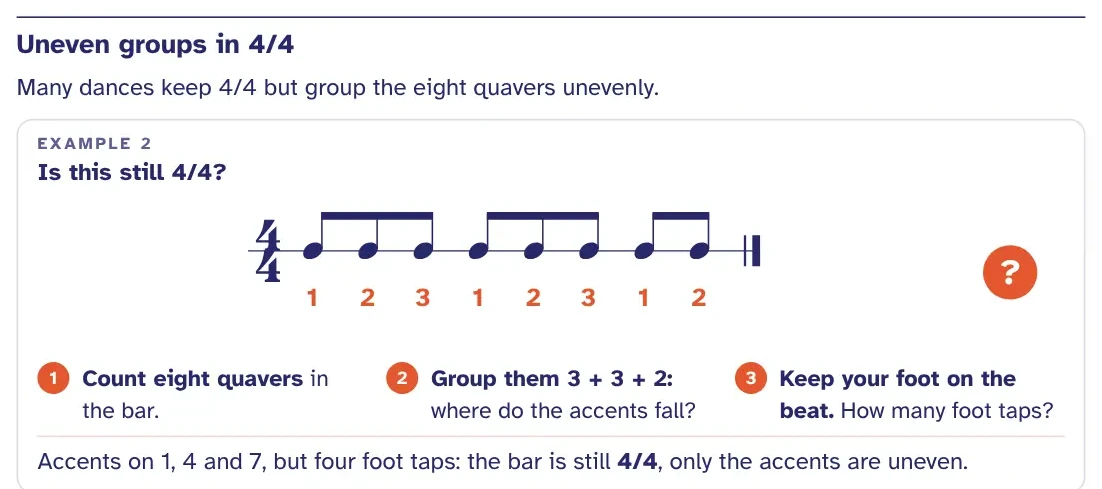 Uneven groups in 4/4
Many dances keep 4/4 but group the eight quavers unevenly.
EXAMPLE 2
Is this still 4/4?
4
4
1 2 3 1 2 3 1 2
?
1 Count eight quavers in
the bar.
2 Group them 3 + 3 + 2:
where do the accents fall?
3 Keep your foot on the
beat. How many foot taps?
Accents on 1, 4 and 7, but four foot taps: the bar is still 4/4, only the accents are uneven.